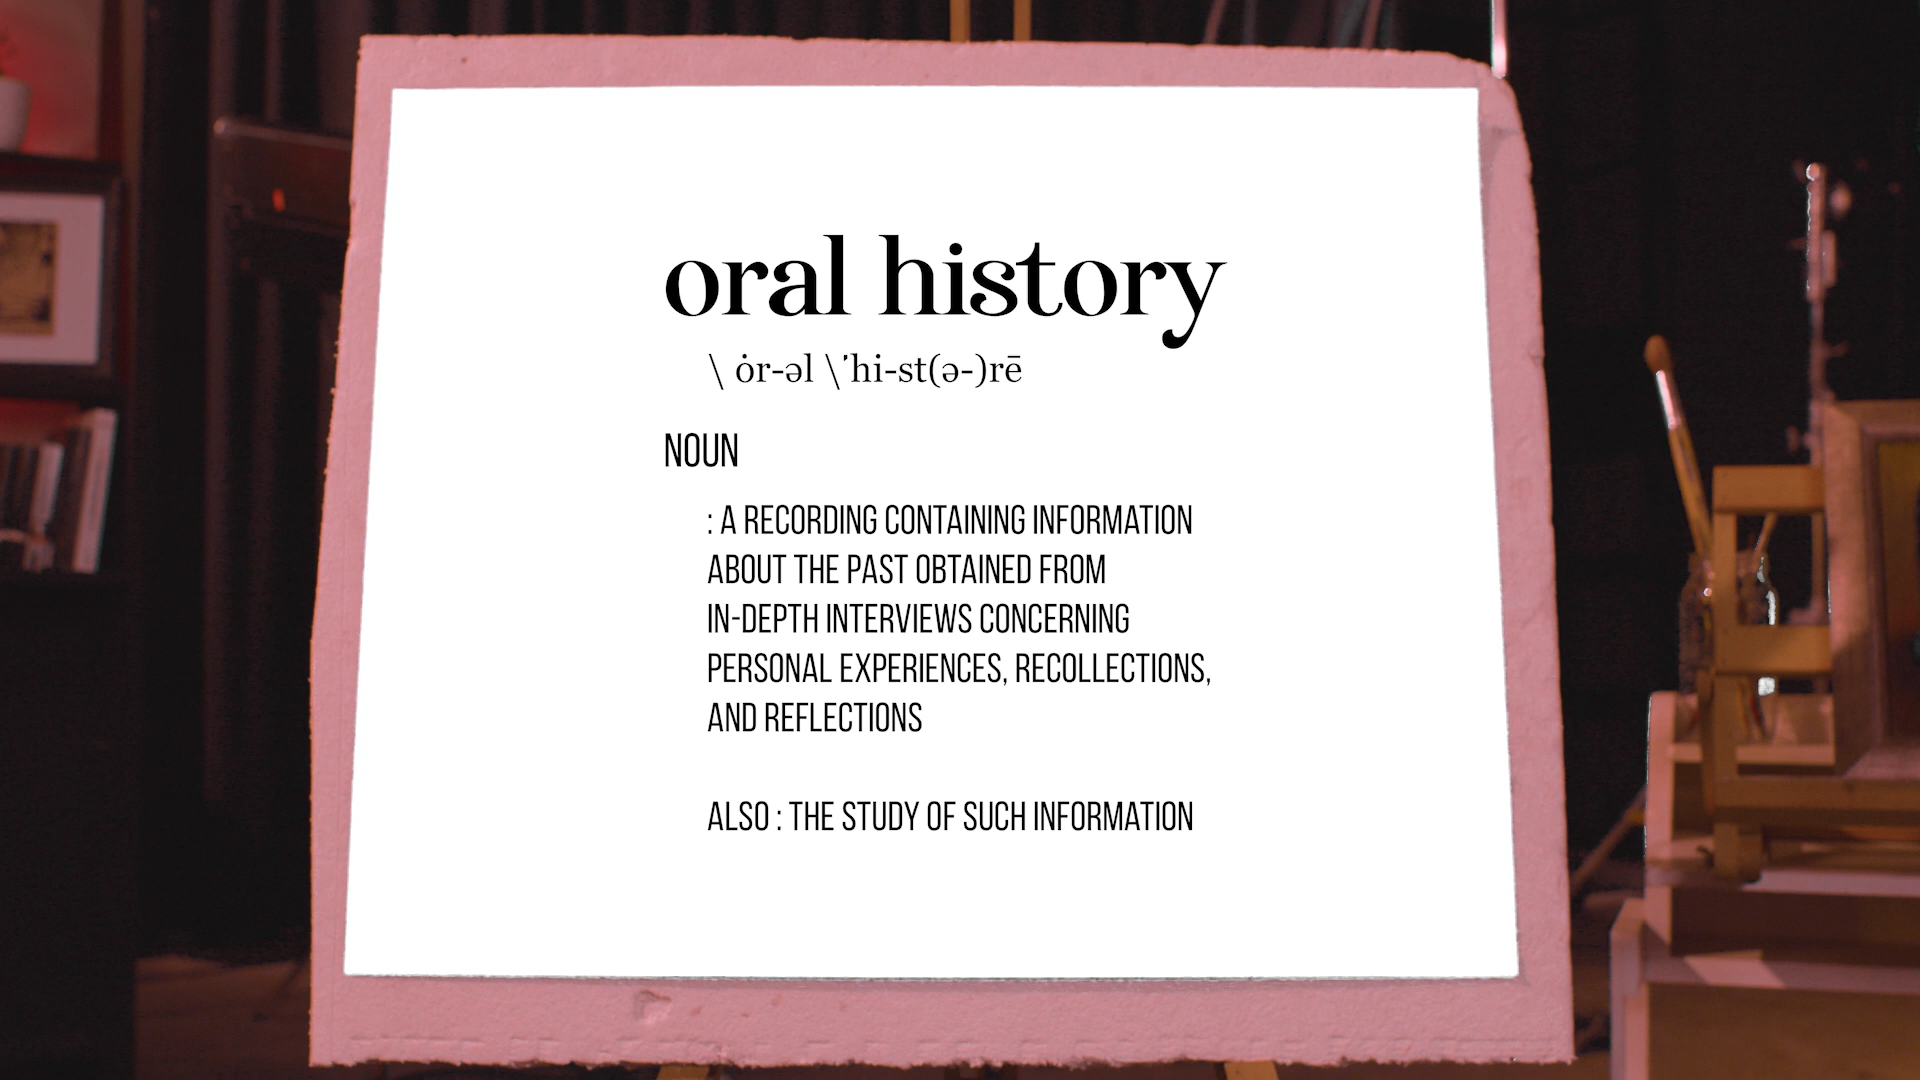 oral history
\ ȯr-əl \ˈhi-st(ə-)rē
NOUN
: A RECORDING CONTAINING INFORMATION
ABOUT THE PAST OBTAINED FROM
IN-DEPTH INTERVIEWS CONCERNING
PERSONAL EXPERIENCES, RECOLLECTIONS,
AND REFLECTIONS
ALSO : THE STUDY OF SUCH INFORMATION